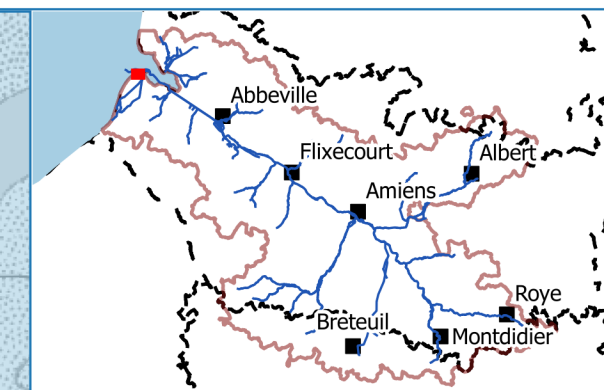 Abbeville
Flixecourt
Albert
Amiens
Roye
Breteuil
Montdidier